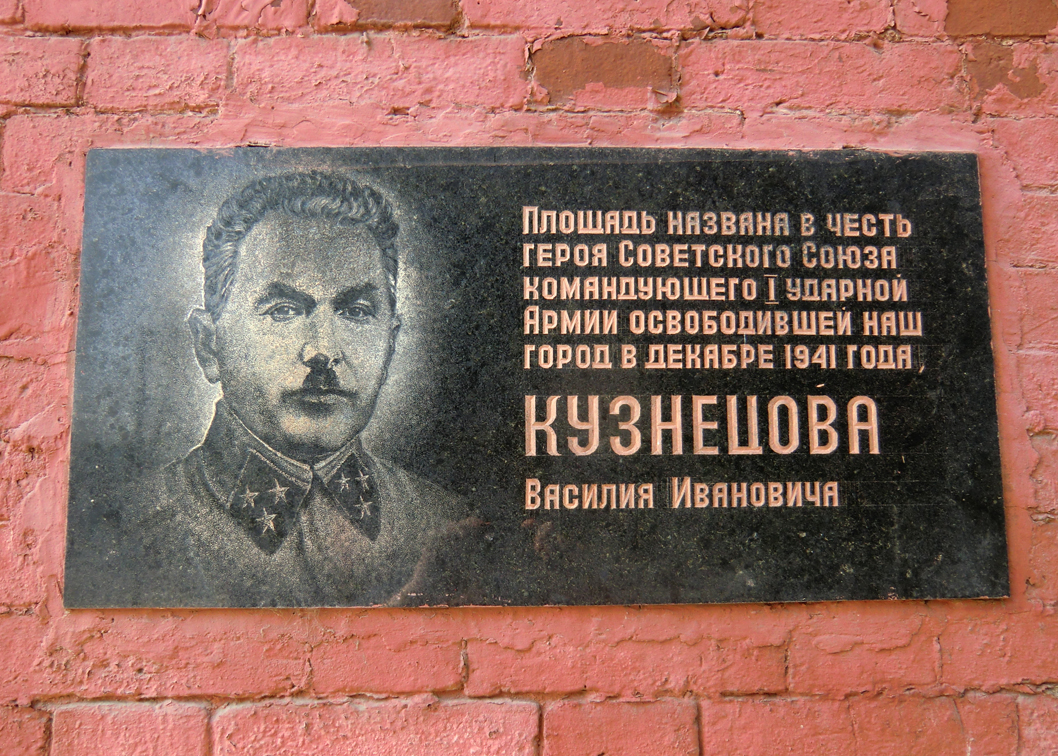 Площадь названа в честь
героя Советского Союза
командующего I ударной
Армии освободившей наш
город в декабре 1941 года,
КУЗНЕЦОВА
Василия Ивановича